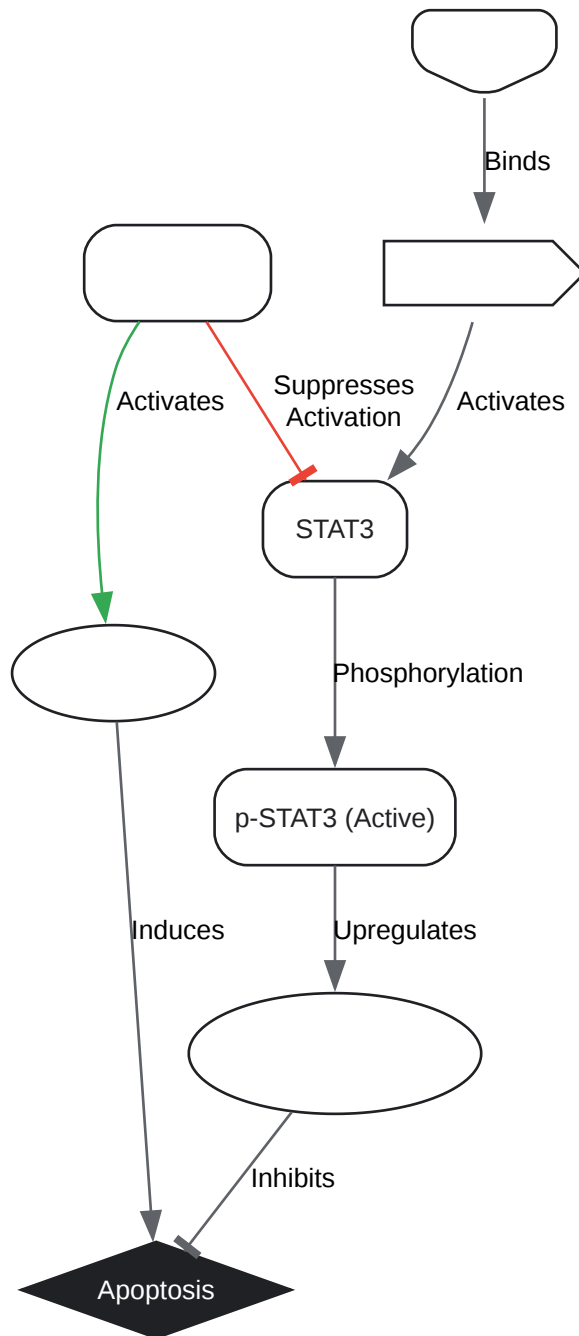 Binds
Activates
Suppresses
Activation
Activates
STAT3
Phosphorylation
p-STAT3 (Active)
Induces
Upregulates
Inhibits
Apoptosis